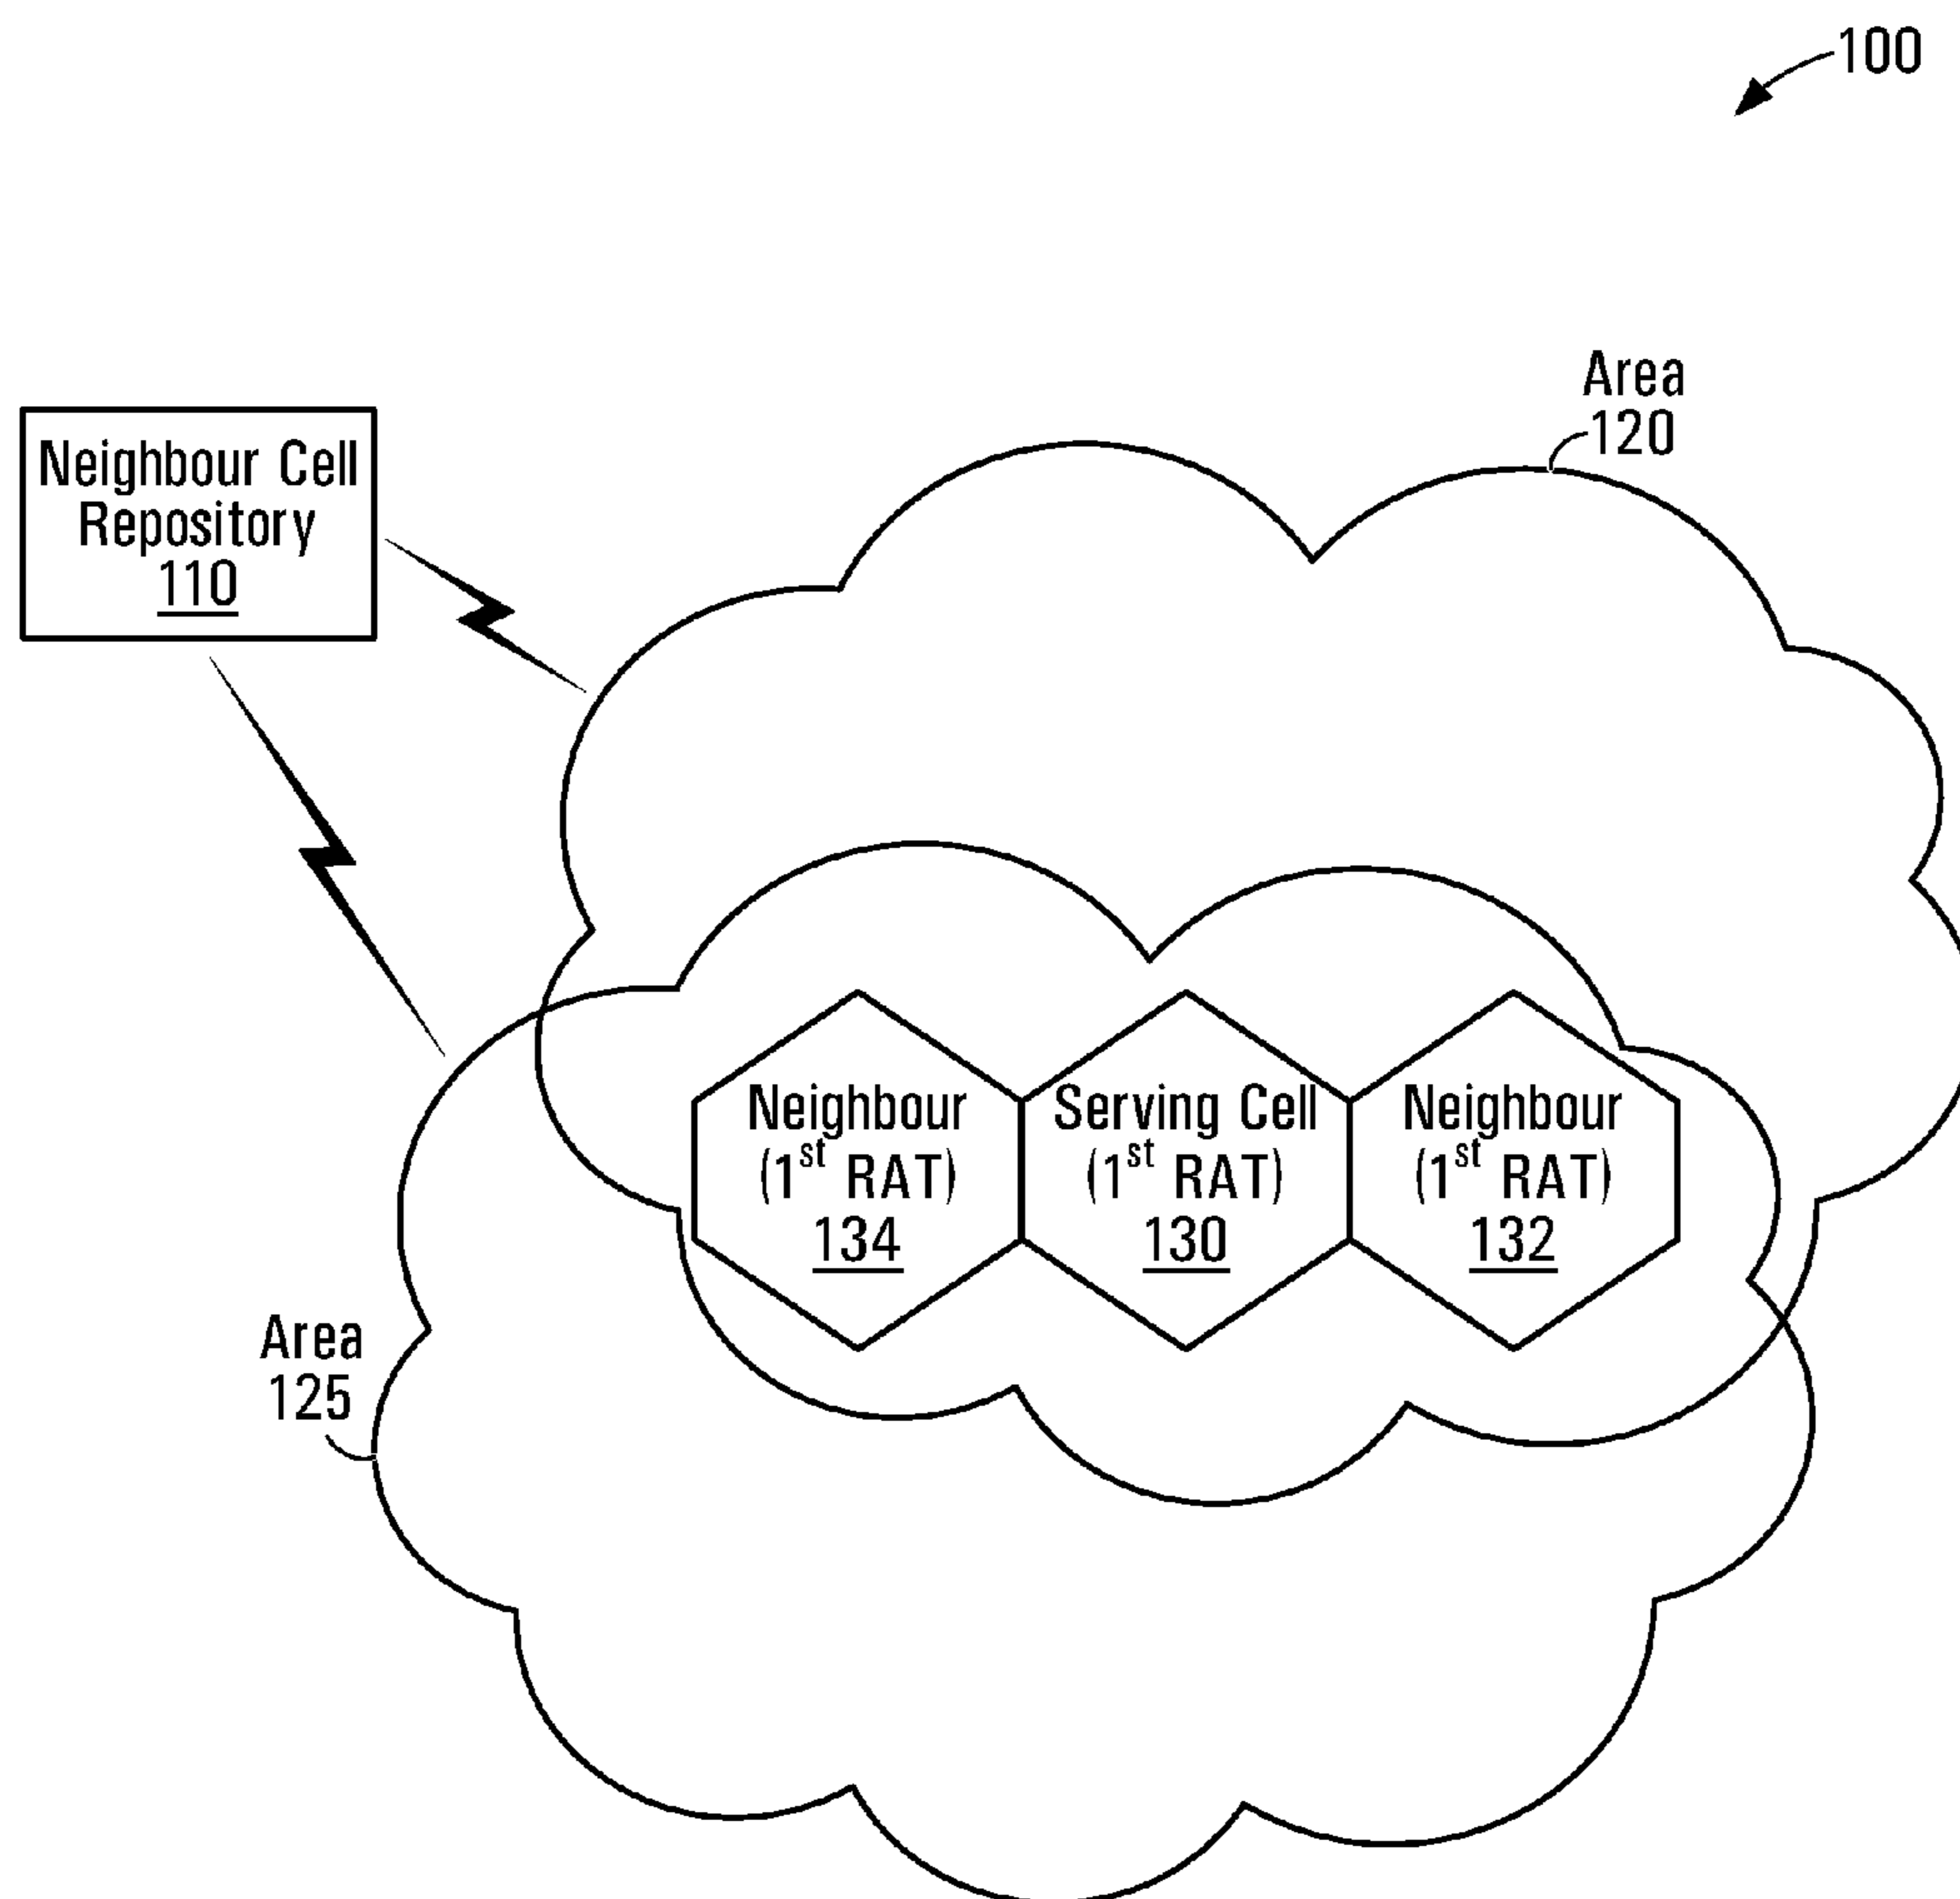 100
Area
120
Neighbour Cell
Repository
110
Neighbour
(1st RAT)
134
Serving Cell
(1st RAT)
130
Neighbour
(1st RAT)
132
Area
125